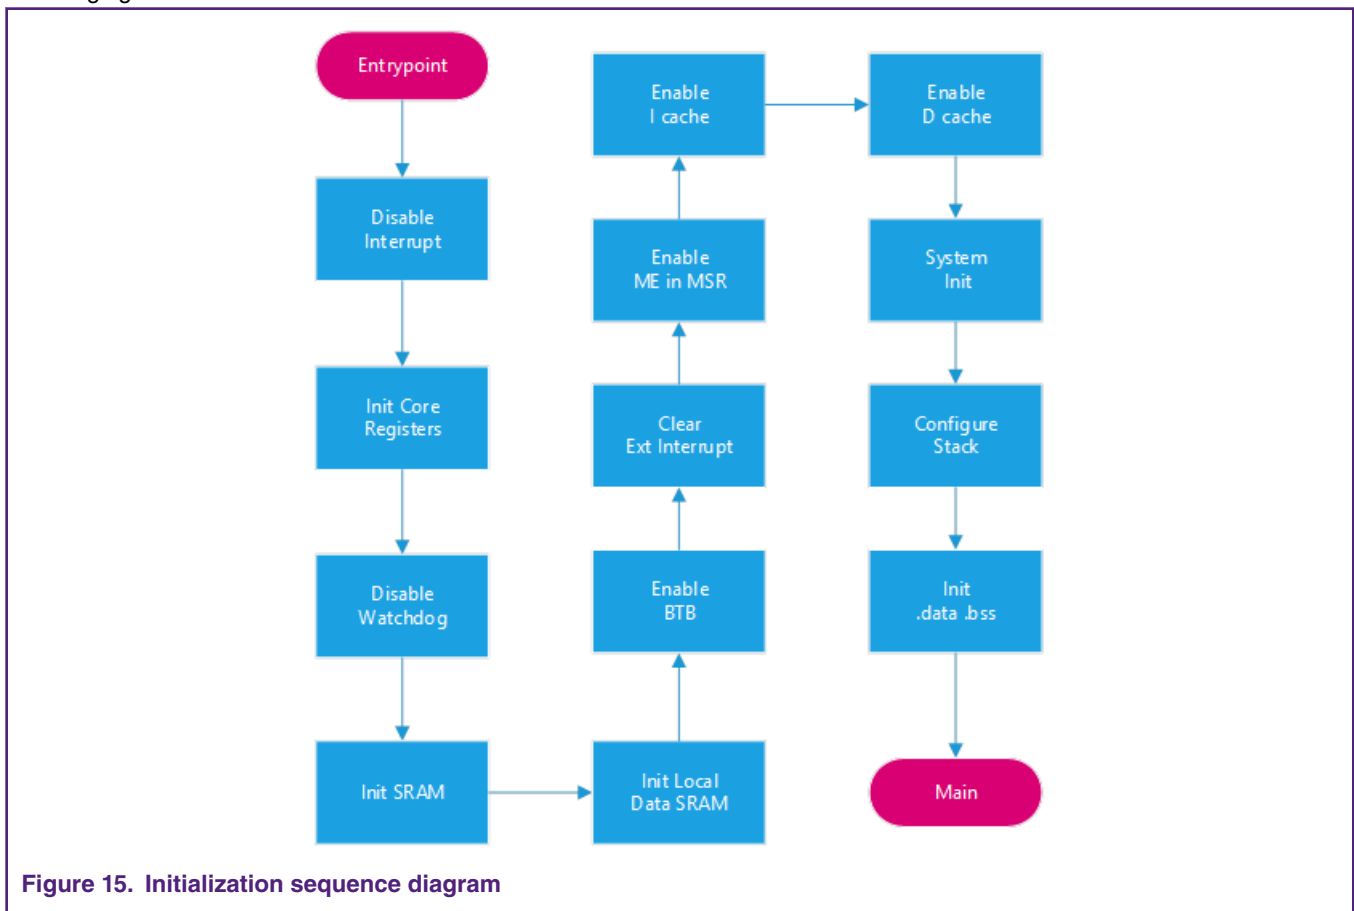 Entrypoint
Disable
Interrupt
Init Core
Registers
Disable
Watchdog
Init SRAM
Init Local
Data SRAM
Enable
BTB
Clear
Ext Interrupt
Enable
ME in MSR
Enable
I cache
Enable
D cache
System
Init
Configure
Stack
Init
.data .bss
Main
Figure 15. Initialization sequence diagram